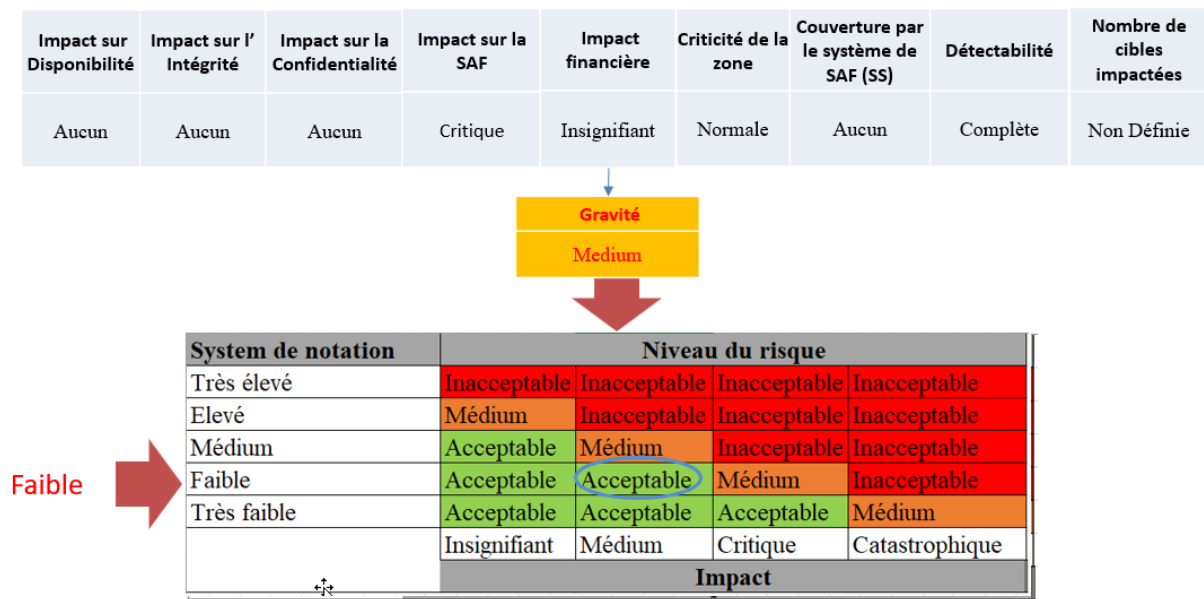 Impact sur Disponibilité Impact sur l’ Intégrité Impact sur la Confidentialité Impact sur la SAF Impact financière Criticité de la zone Couverture par le système de SAF (SS) Détectabilité Nombre de cibles impactées
Aucun Aucun Aucun Critique Insignifiant Normale Aucun Complète Non Définie
Gravité
Medium
System de notation Niveau du risque
Très élevé Inacceptable Inacceptable Inacceptable Inacceptable
Elevé Médium Inacceptable Inacceptable Inacceptable
Médium Acceptable Médium Inacceptable Inacceptable
Faible Faible Acceptable Acceptable Médium Inacceptable
Très faible Acceptable Acceptable Acceptable Médium
Insignifiant Médium Critique Catastrophique
Impact